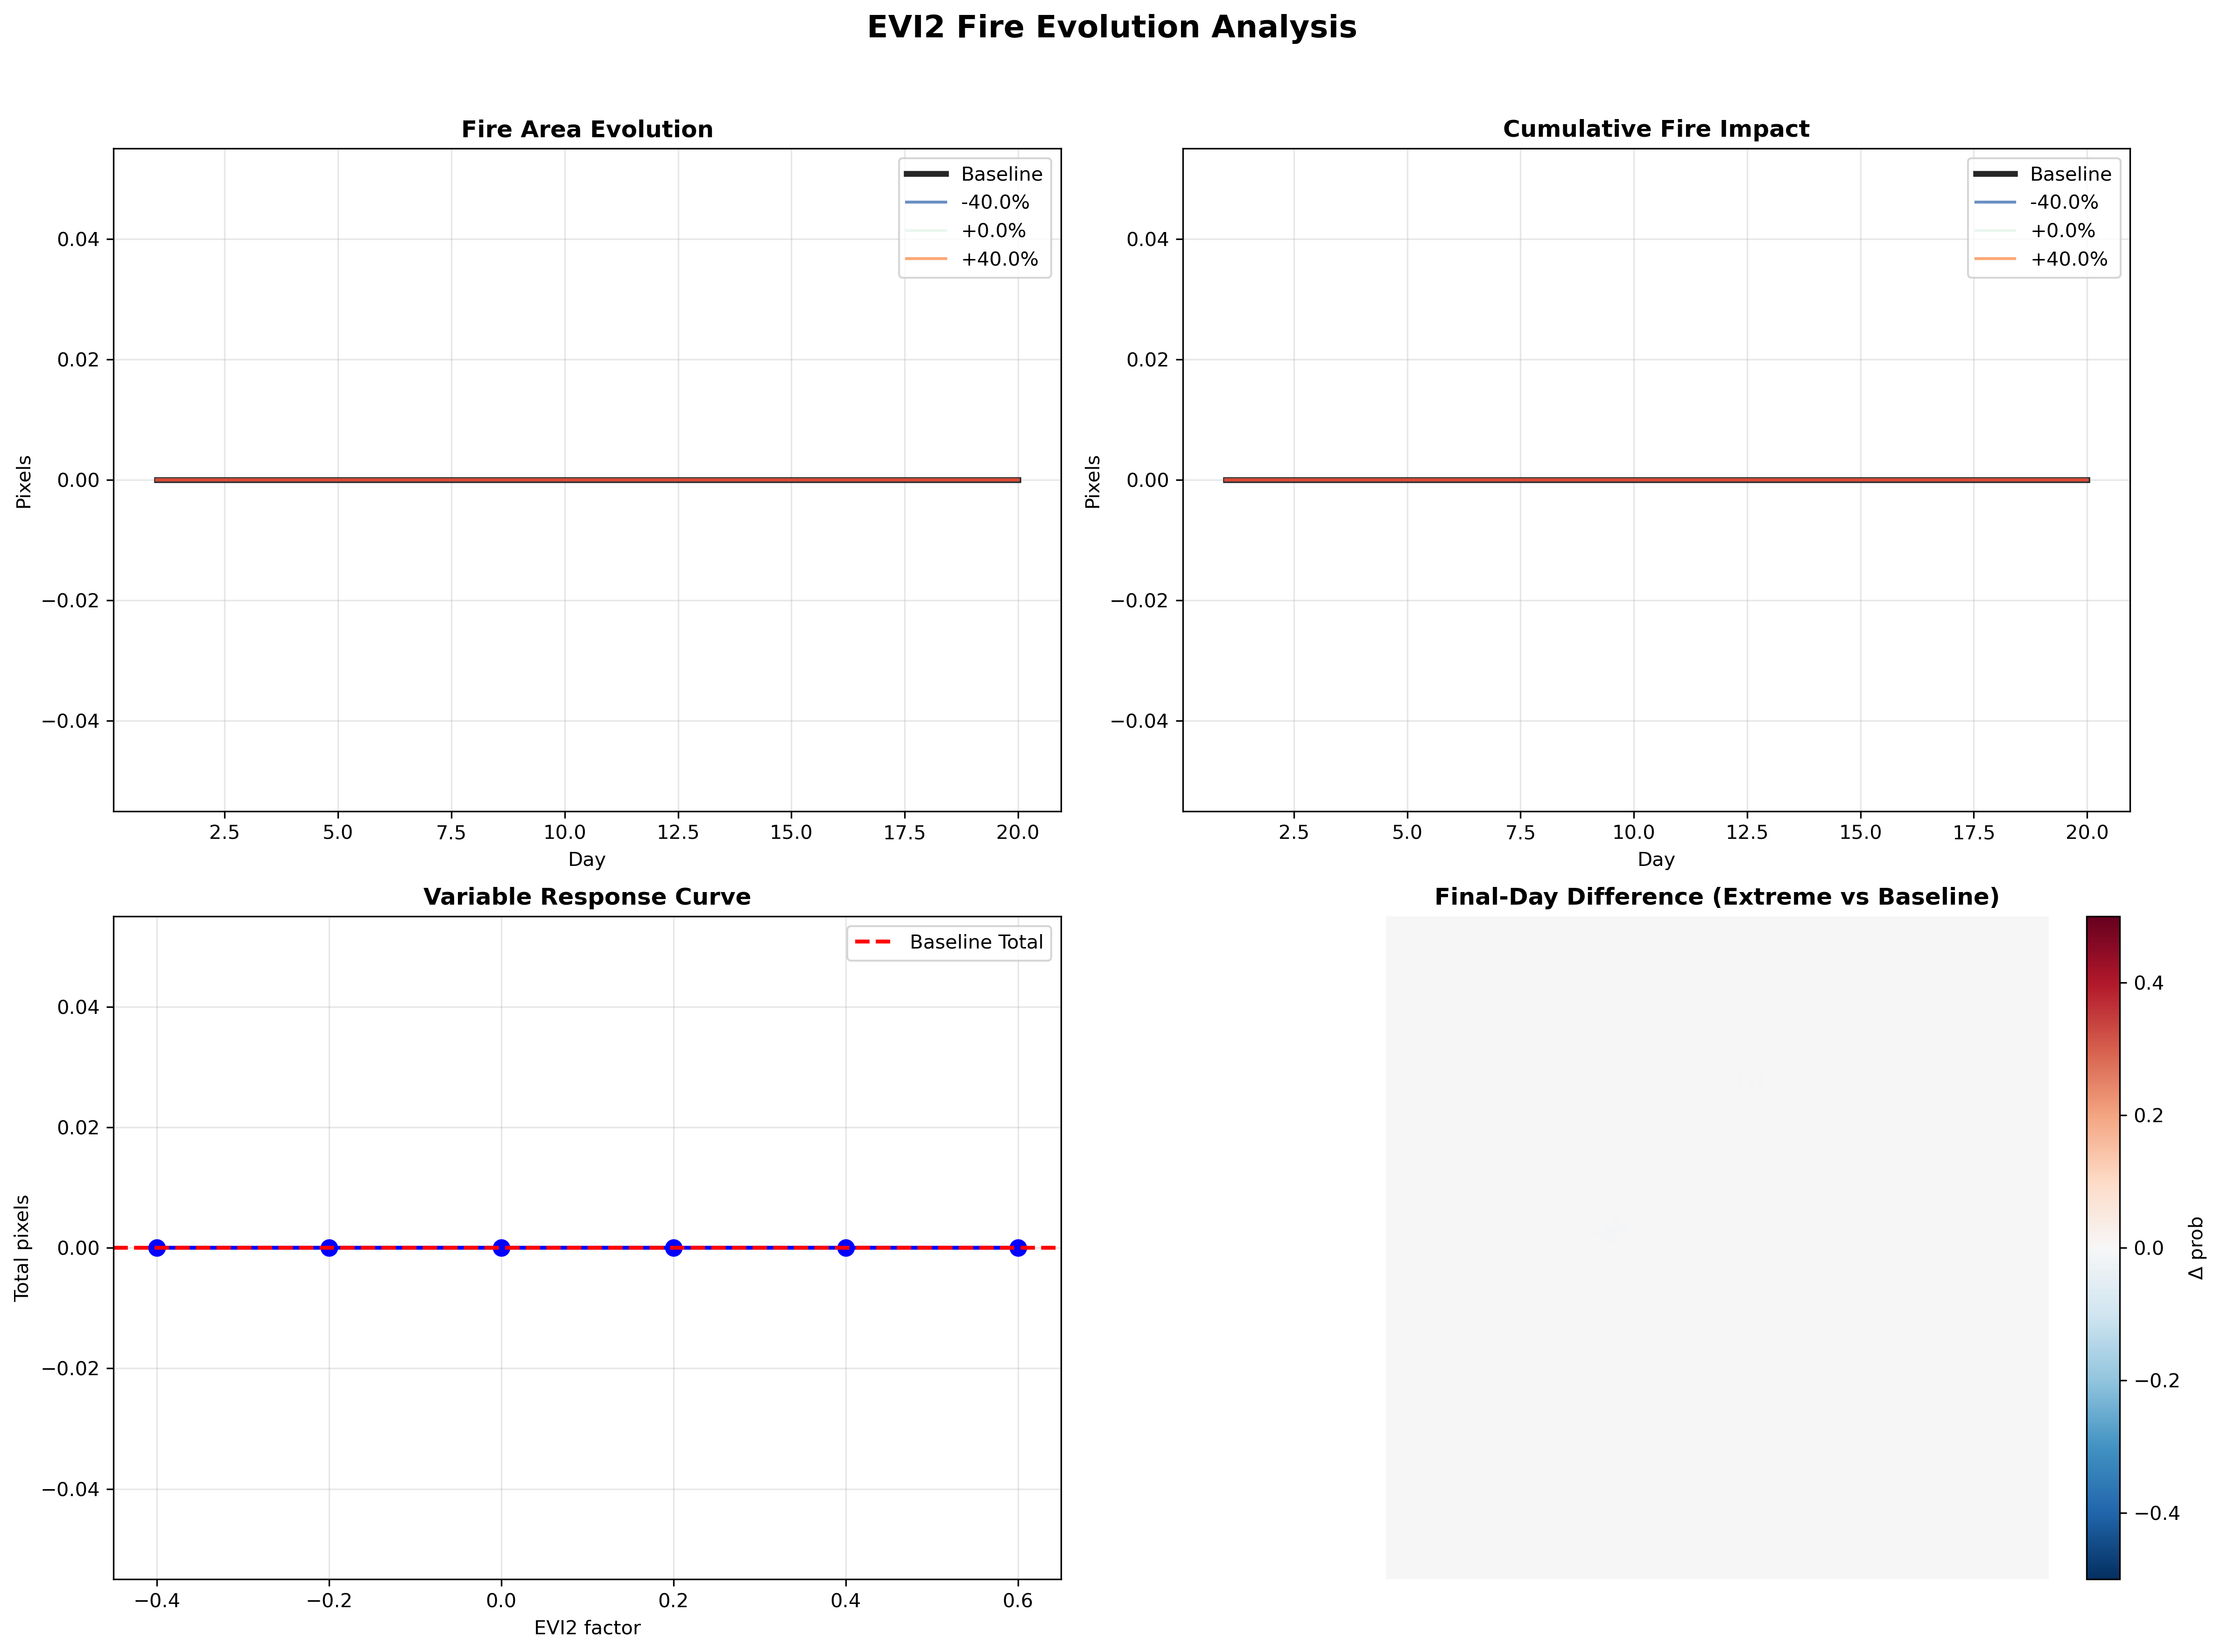 EVI2 Fire Evolution Analysis
Fire Area Evolution
Pixels
0.04
0.02
0.00
−0.02
−0.04
Baseline
-40.0%
+0.0%
+40.0%
2.5 5.0 7.5 10.0 12.5 15.0 17.5 20.0
Day
Cumulative Fire Impact
Pixels
0.04
0.02
0.00
−0.02
−0.04
Baseline
-40.0%
+0.0%
+40.0%
2.5 5.0 7.5 10.0 12.5 15.0 17.5 20.0
Day
Variable Response Curve
Total pixels
0.04
0.02
0.00
−0.02
−0.04
Baseline Total
−0.4 −0.2 0.0 0.2 0.4 0.6
EVI2 factor
Final-Day Difference (Extreme vs Baseline)
0.4
0.2
0.0
−0.2
−0.4
Δ prob